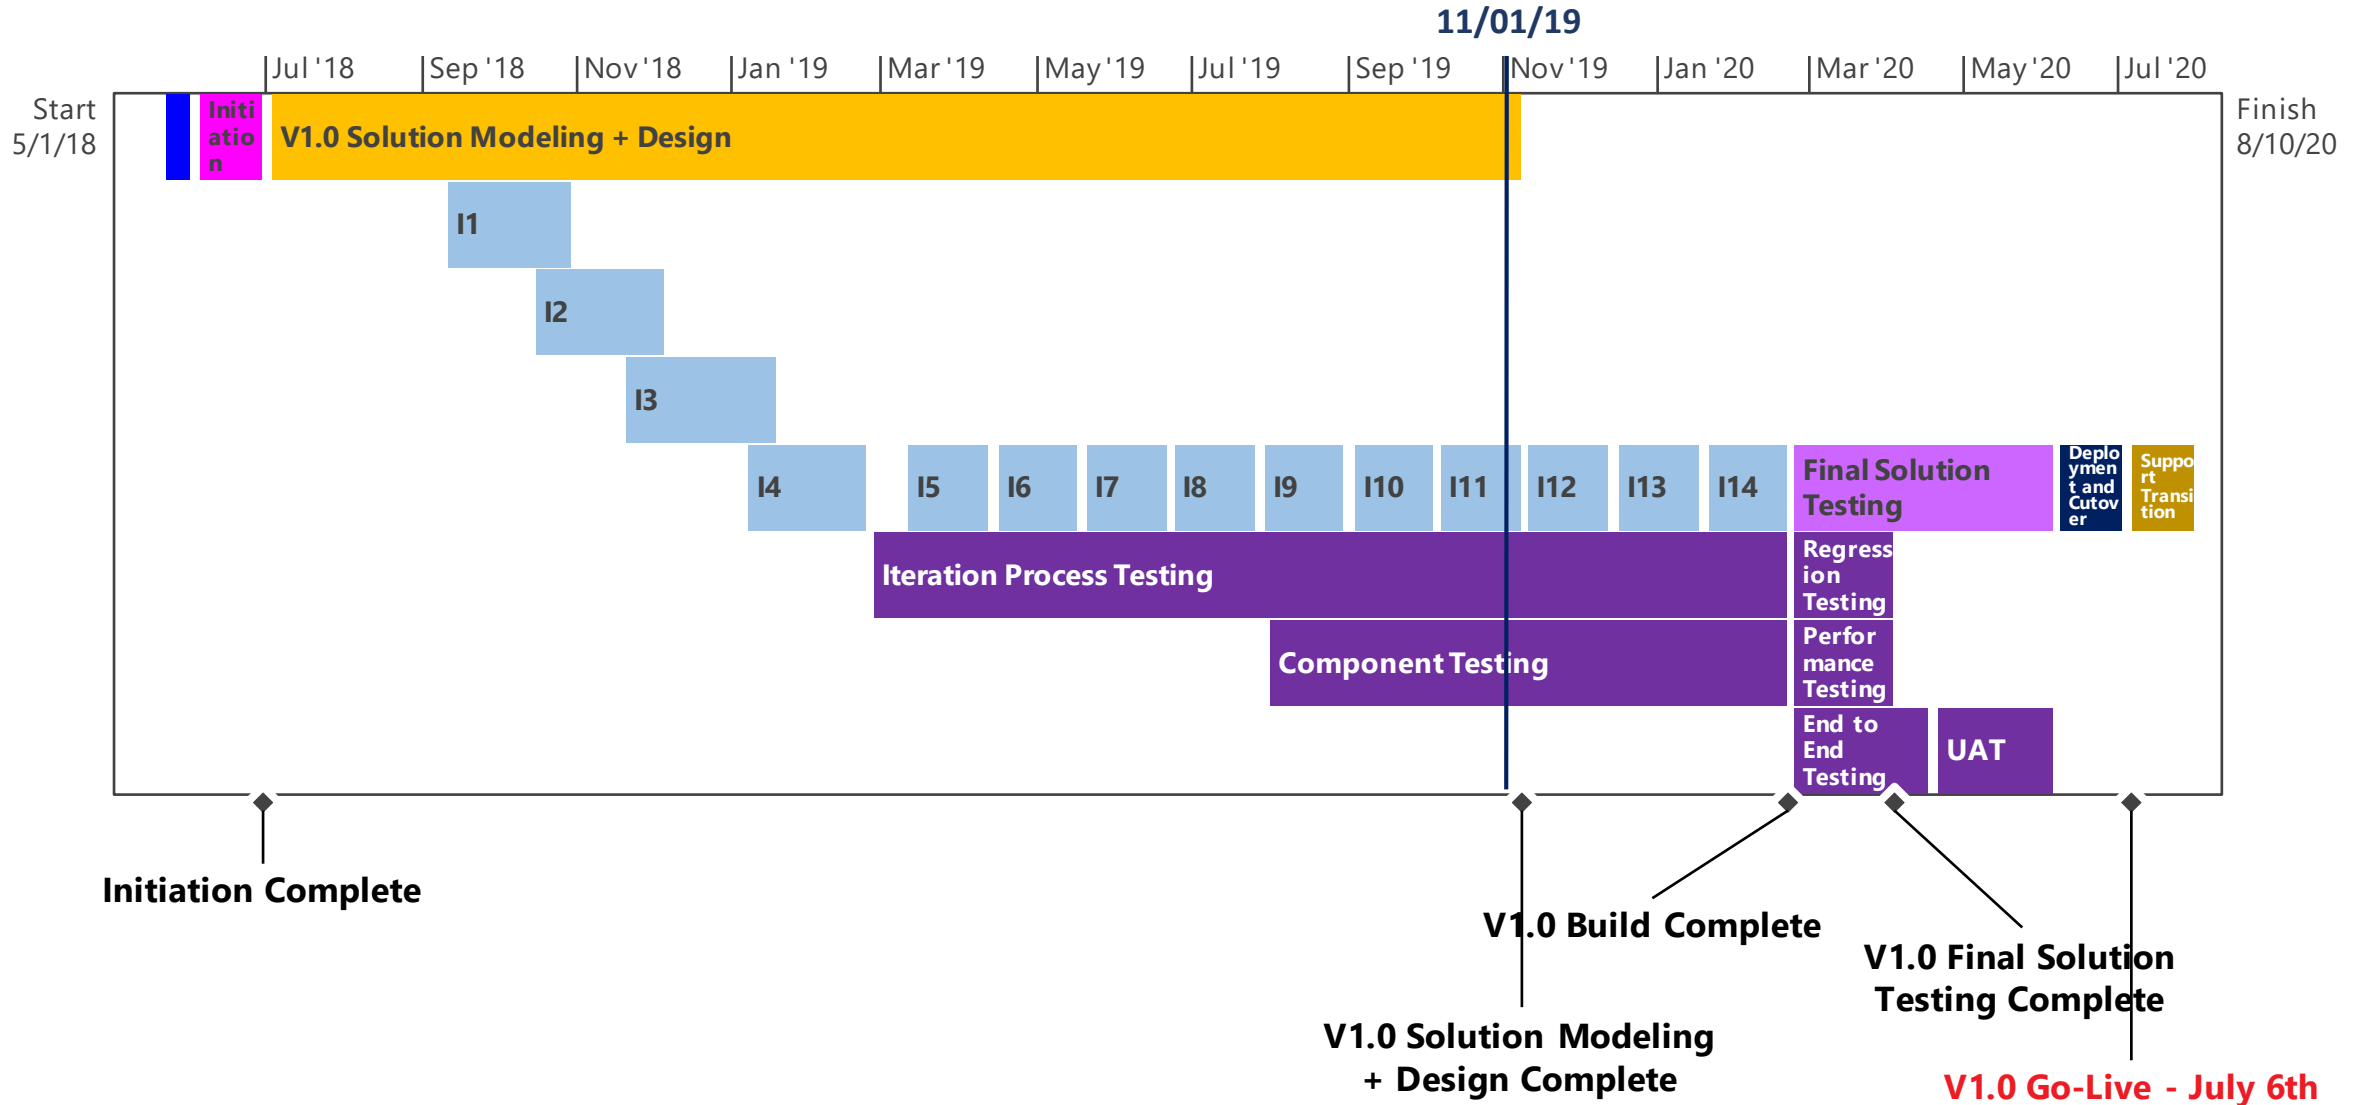 11/01/19
Jul '18
Sep '18
Nov '18
Jan '19
Mar '19
May '19
Jul '19
Sep '19
Nov '19
Jan '20
Mar '20
May '20
Jul '20
Start
5/1/18
Finish
8/10/20
Initi
atio
n
V1.0 Solution Modeling + Design
I1
I2
I3
I4
I5
I6
I7
I8
I9
I10
I11
I12
I13
I14
Final Solution
Testing
Deplo
ymen
t and
Cutov
er
Suppo
rt
Transi
tion
Iteration Process Testing
Regress
ion
Testing
Component Testing
Perfor
mance
Testing
End to
End
Testing
UAT
Initiation Complete
V1.0 Build Complete
V1.0 Final Solution
Testing Complete
V1.0 Solution Modeling
+ Design Complete
V1.0 Go-Live - July 6th